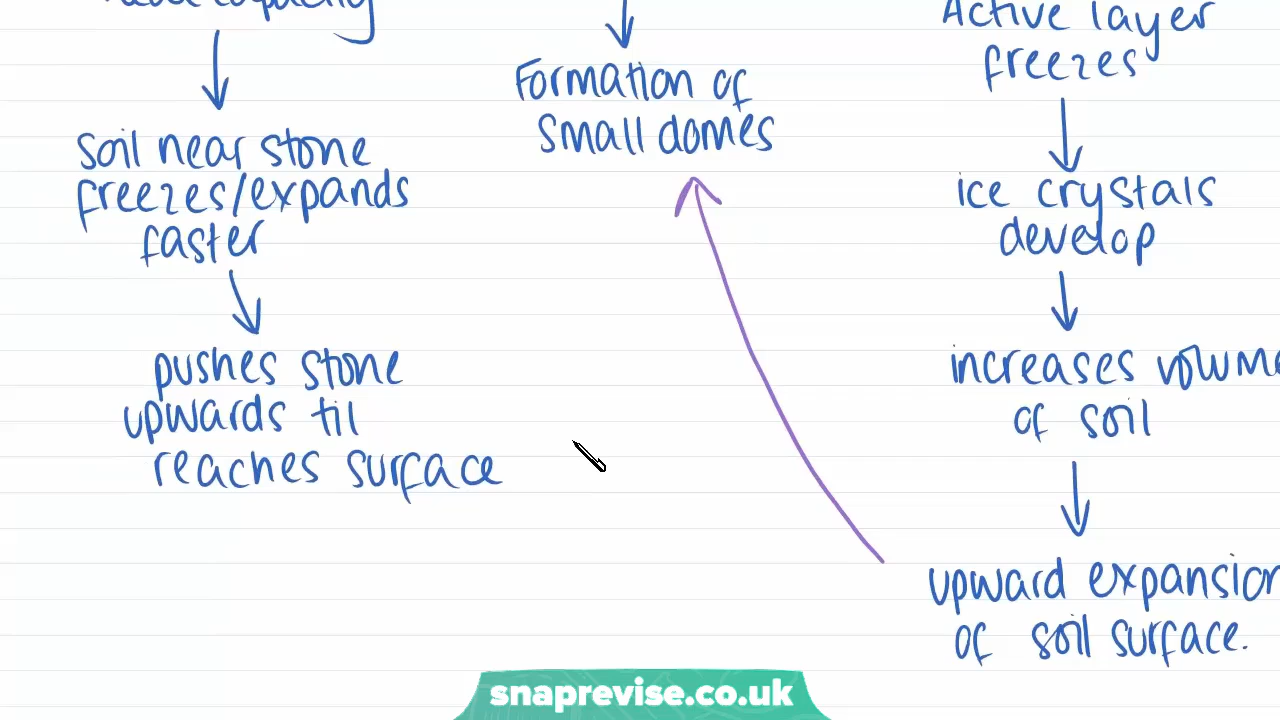 capacity
Soil near stone
freezes/expands
faster
pushes stone
upwards til
reaches surface
Formation of
small domes
Active layer
freezes
ice crystals
develop
increases volume
of soil
upward expansion
of soil surface.
snaprevise.co.uk